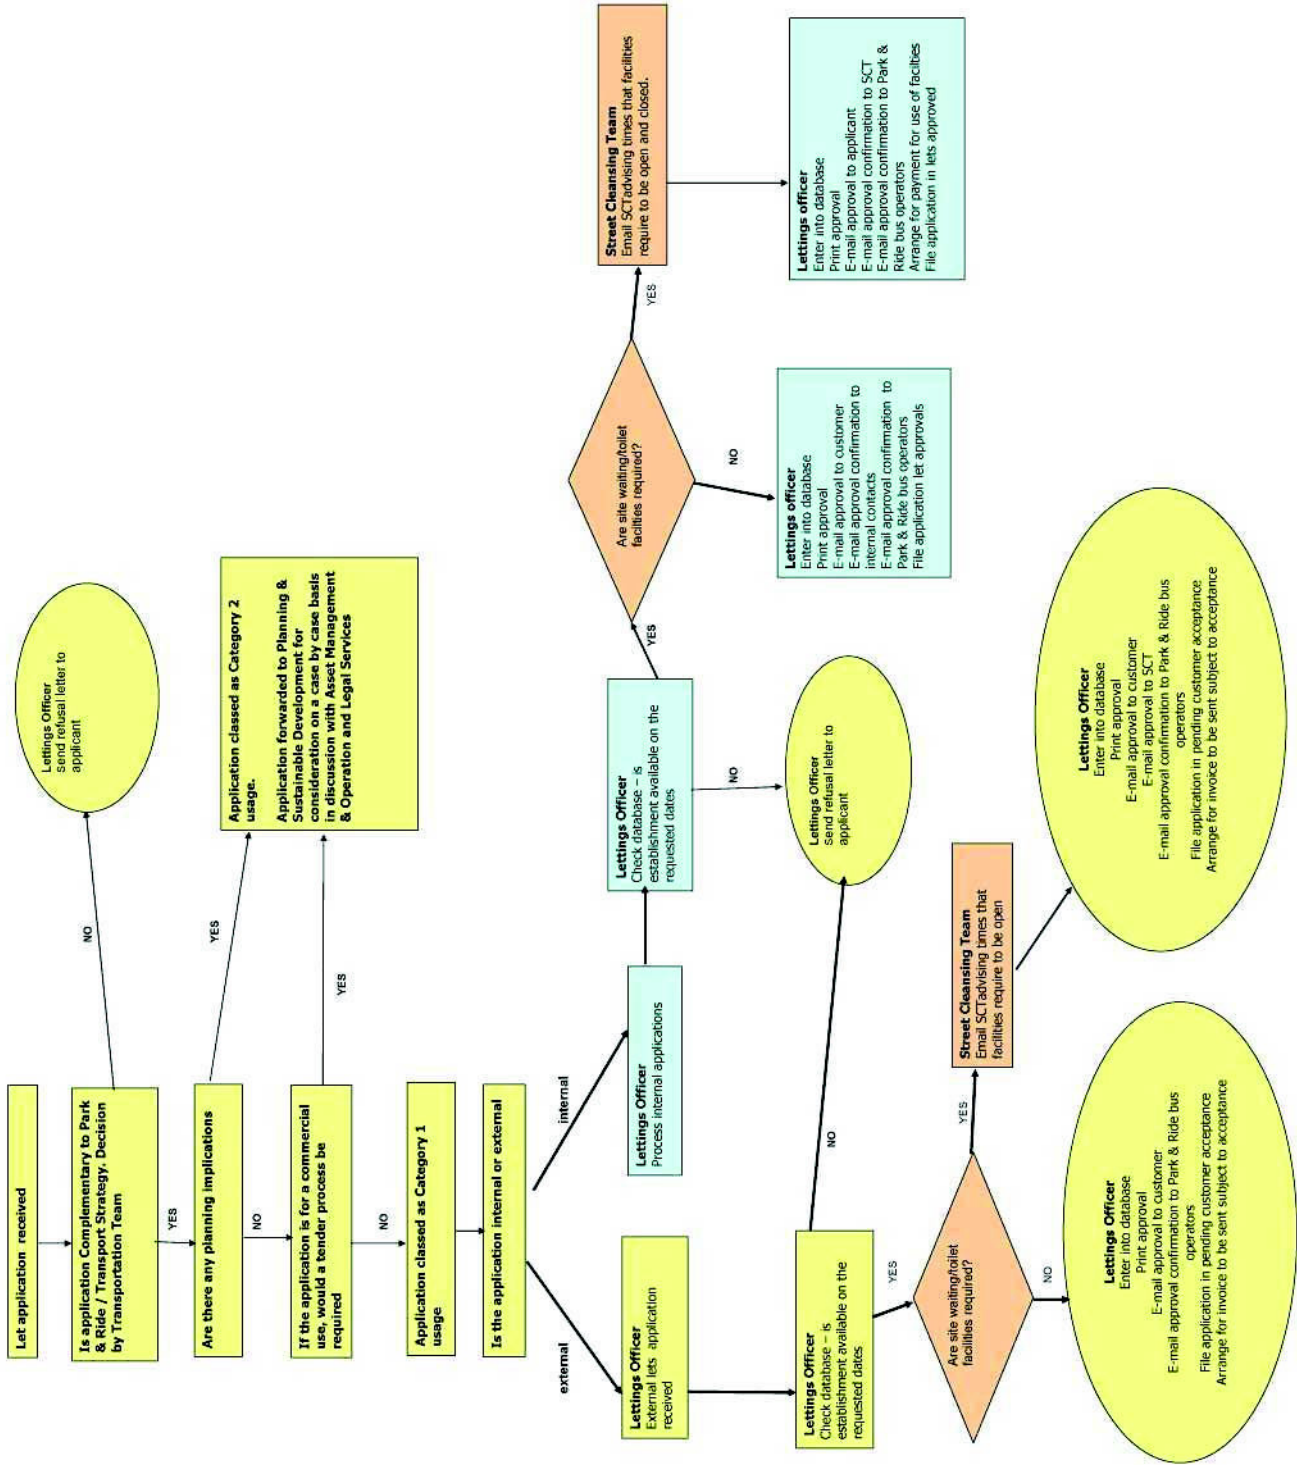 Let application received
Is application Complementary to Park
& Ride / Transport Strategy. Decision
by Transportation Team
NO
Lettings Officer
send refusal letter to
applicant
YES
Are there any planning implications
YES
Application classed as Category 2
usage.
Application forwarded to Planning &
Sustainable Development for
consideration on a case by case basis
in discussion with Asset Management
& Operation and Legal Services
NO
If the application is for a commercial
use, would a tender process be
required
YES
NO
Application classed as Category 1
usage
Is the application internal or external
external
internal
Lettings Officer
External lets application
received
Lettings Officer
Process internal applications
Lettings Officer
Check database – is
establishment available on the
requested dates
YES
NO
Are site waiting/toilet
facilties required?
YES
Street Cleansing Team
Email SCTadvising times that facilities
require to be open and closed.
NO
Lettings officer
Enter into database
Print approval
E-mail approval to customer
E-mail approval confirmation to
internal contacts
E-mail approval confirmation to
Park & Ride bus operators
File application let approvals
Lettings officer
Enter into database
Print approval
E-mail approval to applicant
E-mail approval confirmation to SCT
E-mail approval confirmation to Park &
Ride bus operators
Arrange for payment for use of facilties
File application in lets approved
Lettings Officer
Check database – is
establishment available on the
requested dates
NO
Lettings Officer
send refusal letter to
applicant
YES
Are site waiting/toilet
facilities required?
YES
Street Cleansing Team
Email SCTadvising times that
facilities require to be open
NO
Lettings Officer
Enter into database
Print approval
E-mail approval to customer
E-mail approval confirmation to Park & Ride bus
operators
File application in pending customer acceptance
Arrange for invoice to be sent subject to acceptance
Lettings Officer
Enter into database
Print approval
E-mail approval to customer
E-mail approval to SCT
E-mail approval confirmation to Park & Ride bus
operators
File application in pending customer acceptance
Arrange for invoice to be sent subject to acceptance